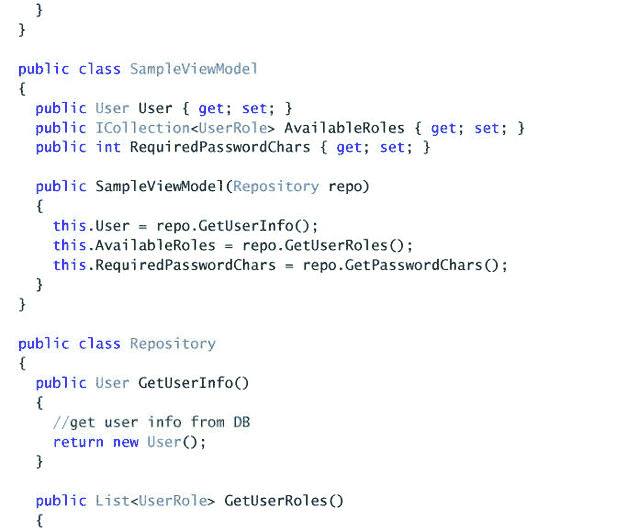 }
}
public class SampleViewModel
{
  public User User { get; set; }
  public ICollection<UserRole> AvailableRoles { get; set; }
  public int RequiredPasswordChars { get; set; }
  public SampleViewModel(Repository repo)
  {
    this.User = repo.GetUserInfo();
    this.AvailableRoles = repo.GetUserRoles();
    this.RequiredPasswordChars = repo.GetPasswordChars();
  }
}
public class Repository
{
  public User GetUserInfo()
  {
    //get user info from DB
    return new User();
  }
  public List<UserRole> GetUserRoles()
  {